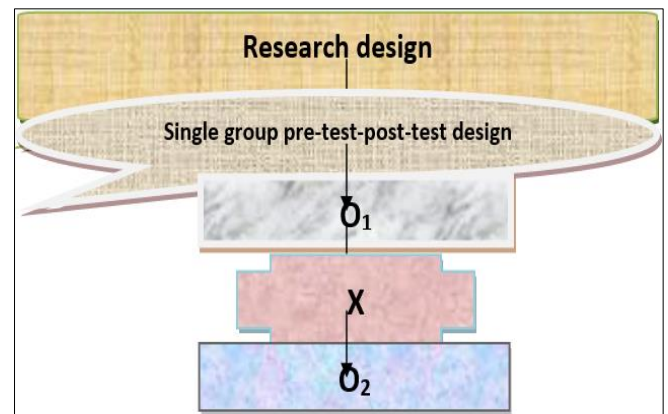 Research design
Single group pre-test-post-test design
O₁
X
O₂